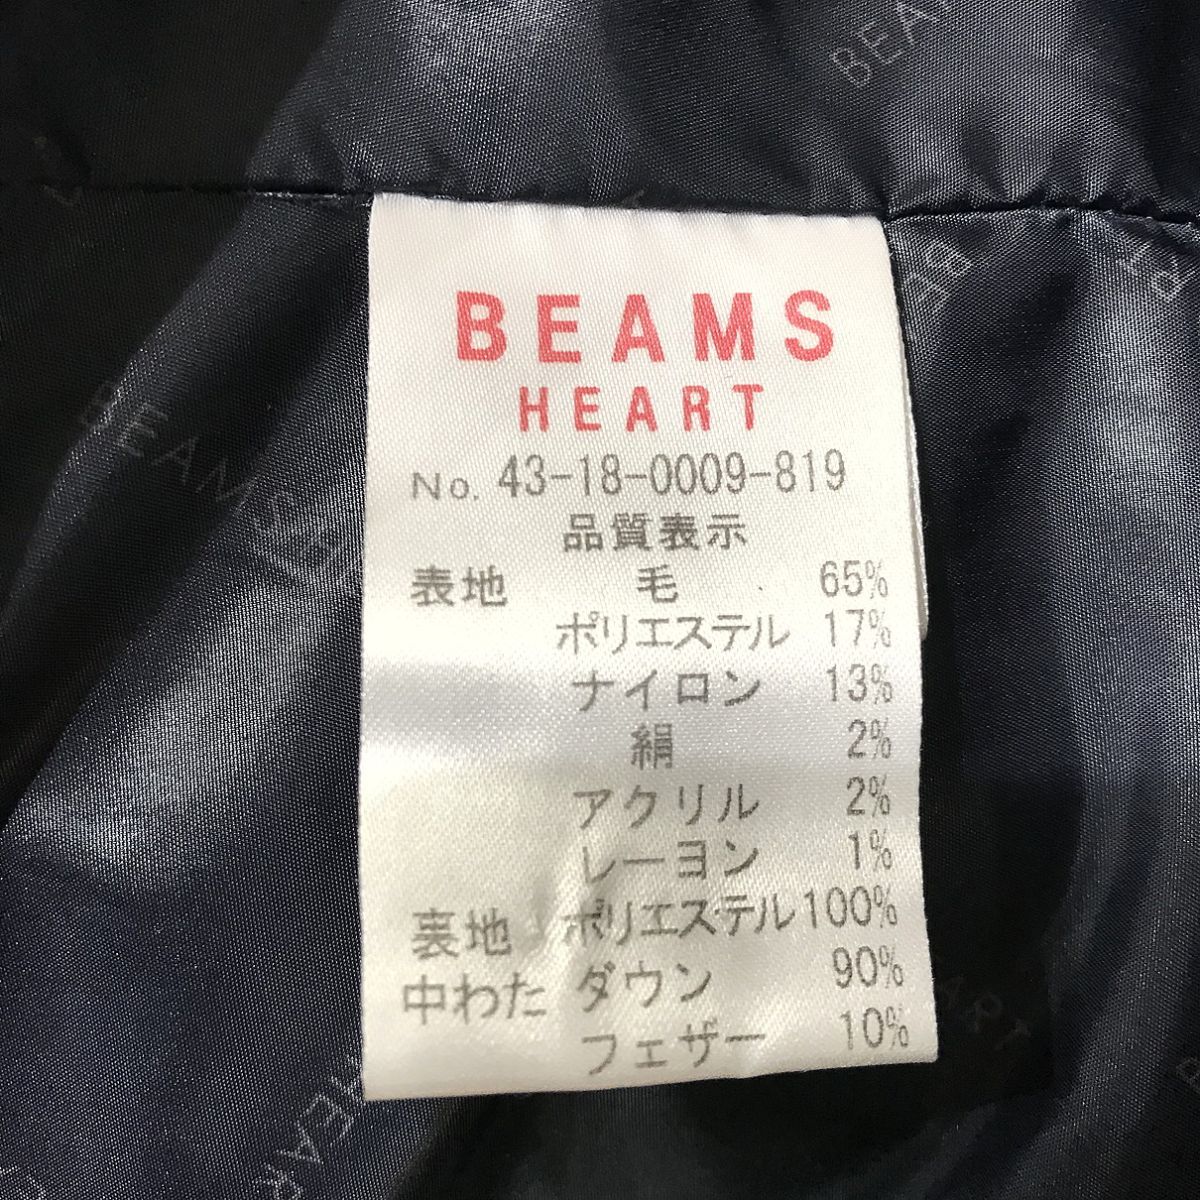 BEAMS
HEART
No. 43-18-0009-819
品質表示
表地 毛 65%
ポリエステル 17%
ナイロン 13%
絹 2%
アクリル 2%
レーヨン 1%
裏地 ポリエステル 100%
中わた ダウン 90%
フェザー 10%
BEAMS
HEART